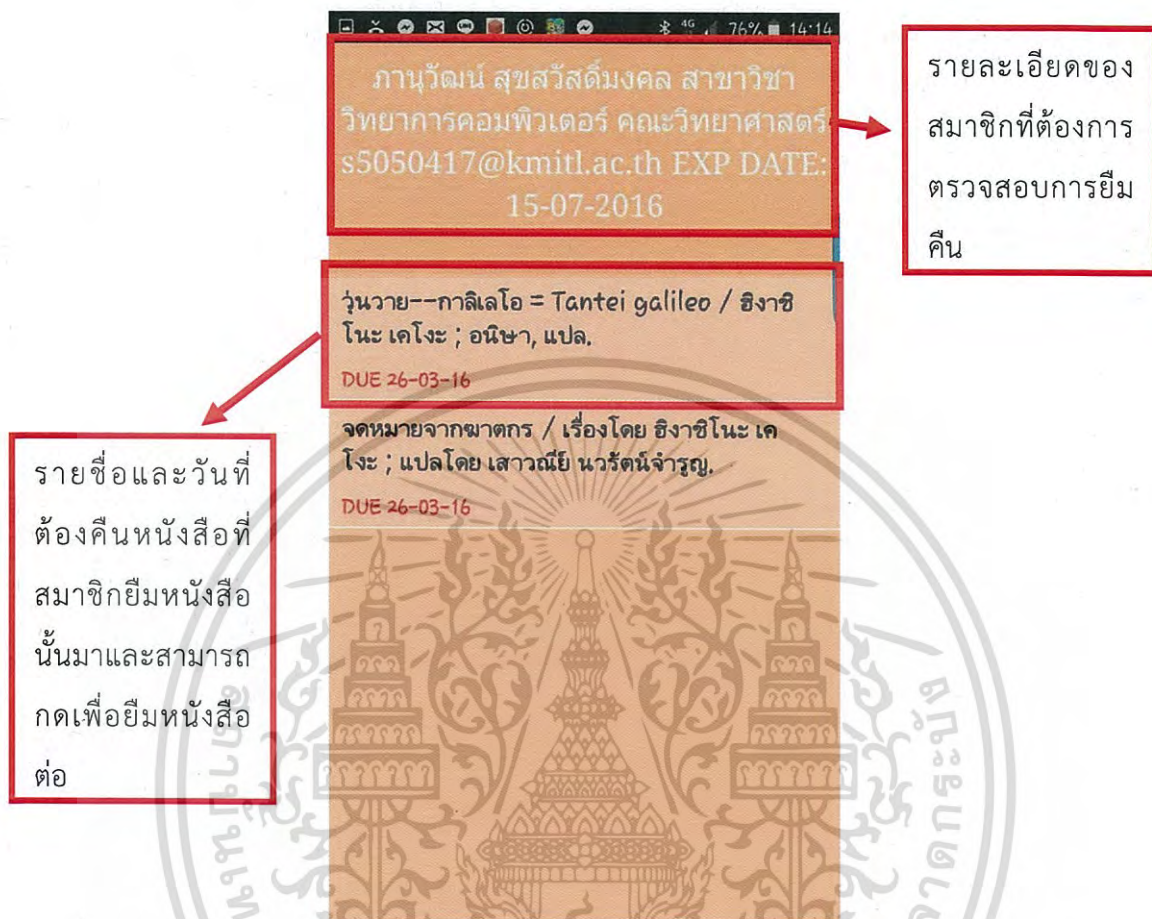 76% 14:14
4G
ภานุวัฒน์ สุขสวัสดิ์มงคล สาขาวิชา
วิทยาการคอมพิวเตอร์ คณะวิทยาศาสตร์
s5050417@kmitl.ac.th EXP DATE:
15-07-2016
รายละเอียดของ
สมาชิกที่ต้องการ
ตรวจสอบการยืม
คืน
วุ่นวาย--กาลิเลโอ = Tantei galileo / ฮิงาชิ
โนะ เคโงะ ; อนิษา, แปล.
DUE 26-03-16
จดหมายจากฆาตกร / เรื่องโดย ฮิงาชิโนะ เค
โงะ ; แปลโดย เสาวณีย์ นวรัตน์จำรูญ.
DUE 26-03-16
รายชื่อและวันที่
ต้องคืนหนังสือที่
สมาชิกยืมหนังสือ
นั้นมาและสามารถ
กดเพื่อยืมหนังสือ
ต่อ